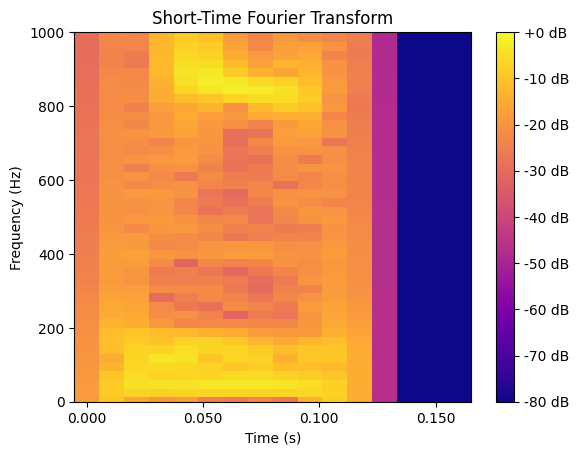 Short-Time Fourier Transform
1000
800
600
400
200
0
Frequency (Hz)
0.000
0.050
0.100
0.150
Time (s)
+0 dB
-10 dB
-20 dB
-30 dB
-40 dB
-50 dB
-60 dB
-70 dB
-80 dB